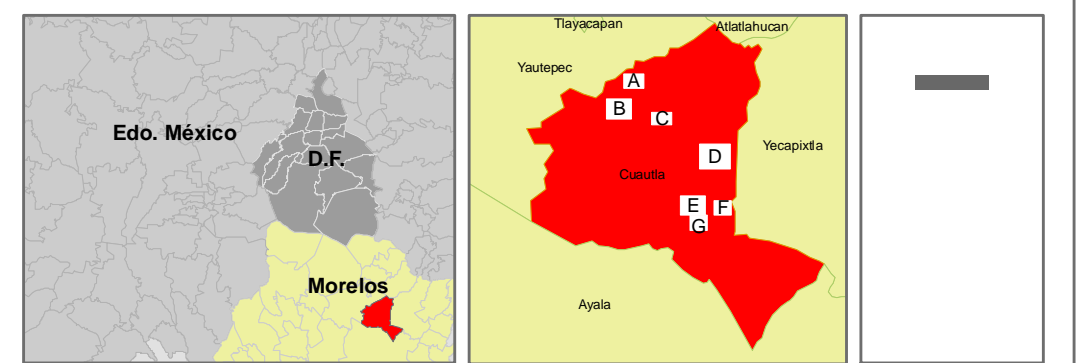 Edo. México
D.F.
Morelos
Tlayacapan
Atlatlahucan
Yautepec
A
B
C
Yecapixtla
D
Cuautla
E
F
G
Ayala